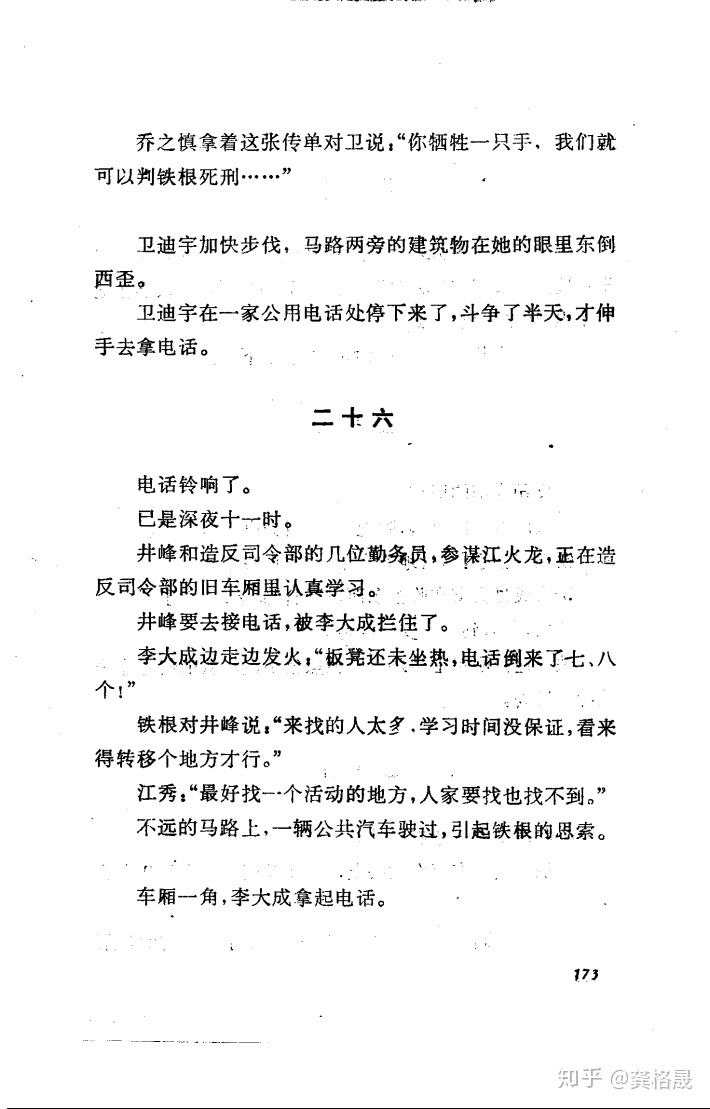 乔之慎拿着这张传单对卫说：“你牺牲一只手，我们就
可以判铁根死刑……”
卫迪宇加快步伐，马路两旁的建筑物在她的眼里东倒
西歪。
卫迪宇在一家公用电话处停下来了，斗争了半天，才伸
手去拿电话。
二十六
电话铃响了。
已是深夜十一时。
井峰和造反司令部的几位勤务员，参谋江火龙，正在造
反司令部的旧车厢里认真学习。
井峰要去接电话，被李大成拦住了。
李大成边走边发火：“板凳还未坐热，电话倒来了七、八
个！”
铁根对井峰说：“来找的人太多，学习时间没保证，看来
得转移个地方才行。”
江秀：“最好找一个活动的地方，人家要找也找不到。”
不远的马路上，一辆公共汽车驶过，引起铁根的思索。
车厢一角，李大成拿起电话。
173
知乎 @龚格晟